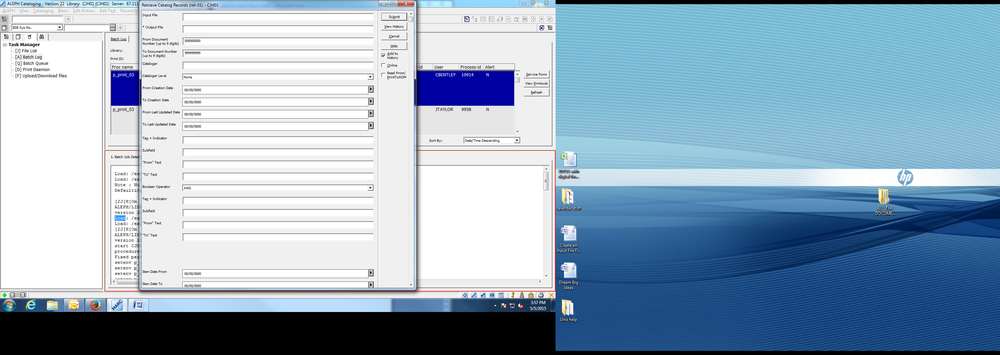 ALEPH Cataloging - Version 22 Library: CJH01 (CJH01) Server: 67.111
ALEPH View Cataloging Items Edit Actions Edit Text Record M
BIB Sys No.
Task Manager
[J] File List
[A] Batch Log
[Q] Batch Queue
[D] Print Daemon
[F] Upload/Download files
Batch Log
Library:
Print ID:
Proc name
p_print_03
p_print_03
1. Batch Job Detai
Load: /ex
Load: /ex
Note : No
Defaultin
[2J[H[0m
ALEPH/LIN
version 2
Load: /ex
Load: /ex
[2J[H[0m
ALEPH/LIN
version 2
start CJH
procedure
Fixed par
setenv p_
setenv p_
setenv p_
Retrieve Catalog Records (ret-01) - CJH01
Input File
* Output File
From Document Number (up to 9 digits) 000000000
To Document Number (up to 9 digits) 999999999
Cataloger
Cataloger Level None
From Creation Date 00/00/0000
To Creation Date 00/00/0000
From Last Updated Date 00/00/0000
To Last Updated Date 00/00/0000
Tag + Indicator
Subfield
"From" Text
"To" Text
Boolean Operator AND
Tag + Indicator
Subfield
"From" Text
"To" Text
Item Date From 00/00/0000
Item Date To 00/00/0000
Submit
View History
Cancel
Help
Add to History
Online
Read From/ PrintToADM
-id User Process-id Alert
CBENTLEY 10914 N
JTAYLOR 9958 N
Service Form
View Printouts
Refresh
Sort By: Date/Time Descending
MARC
3:57 PM
5/5/2015
YIVOA with
digital fin...
calendar stuff
Create an
Input File F...
Dream Big
Ideas
Unix help
hp
ALL THE
DOCUME...